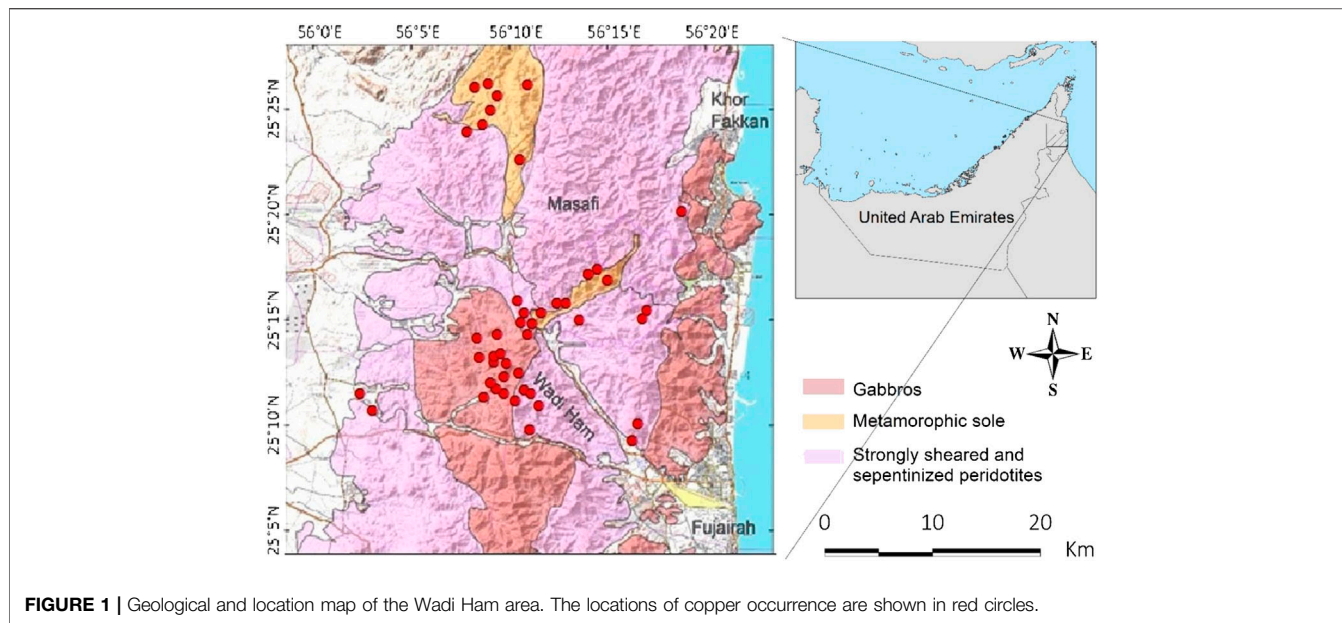 56°0'E 56°5'E 56°10'E 56°15'E 56°20'E
25°25'N
25°20'N
25°15'N
25°10'N
25°5'N
Khor
Fakkan
Masafi
Wadi Ham
Fujairah
United Arab Emirates
N
W E
S
Gabbros
Metamorophic sole
Strongly sheared and
sepentinized peridotites
0 10 20
Km
FIGURE 1 | Geological and location map of the Wadi Ham area. The locations of copper occurrence are shown in red circles.